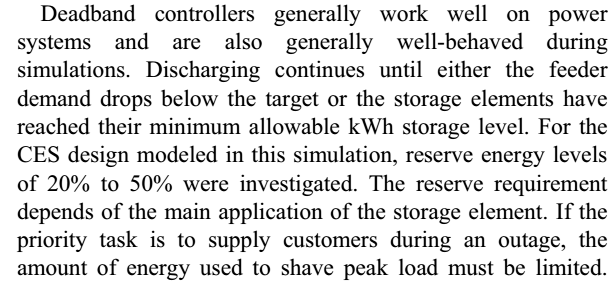 Deadband controllers generally work well on power
systems and are also generally well-behaved during
simulations. Discharging continues until either the feeder
demand drops below the target or the storage elements have
reached their minimum allowable kWh storage level. For the
CES design modeled in this simulation, reserve energy levels
of 20% to 50% were investigated. The reserve requirement
depends of the main application of the storage element. If the
priority task is to supply customers during an outage, the
amount of energy used to shave peak load must be limited.